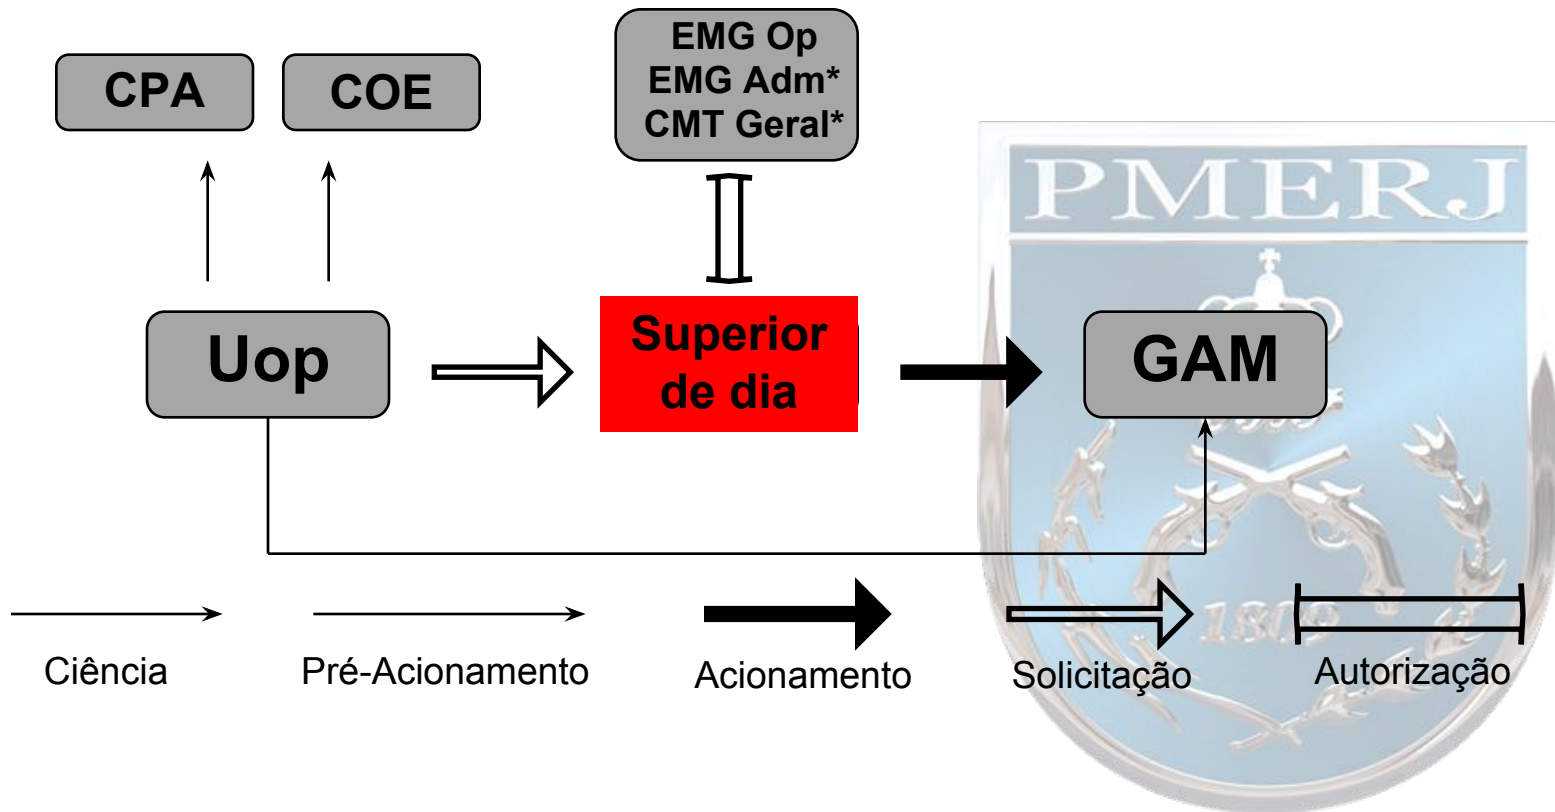 EMG Op
EMG Adm*
CMT Geral*
CPA
COE
PMERJ
Uop
Superior
de dia
GAM
1809
Ciência
Pré-Acionamento
Acionamento
Solicitação
Autorização